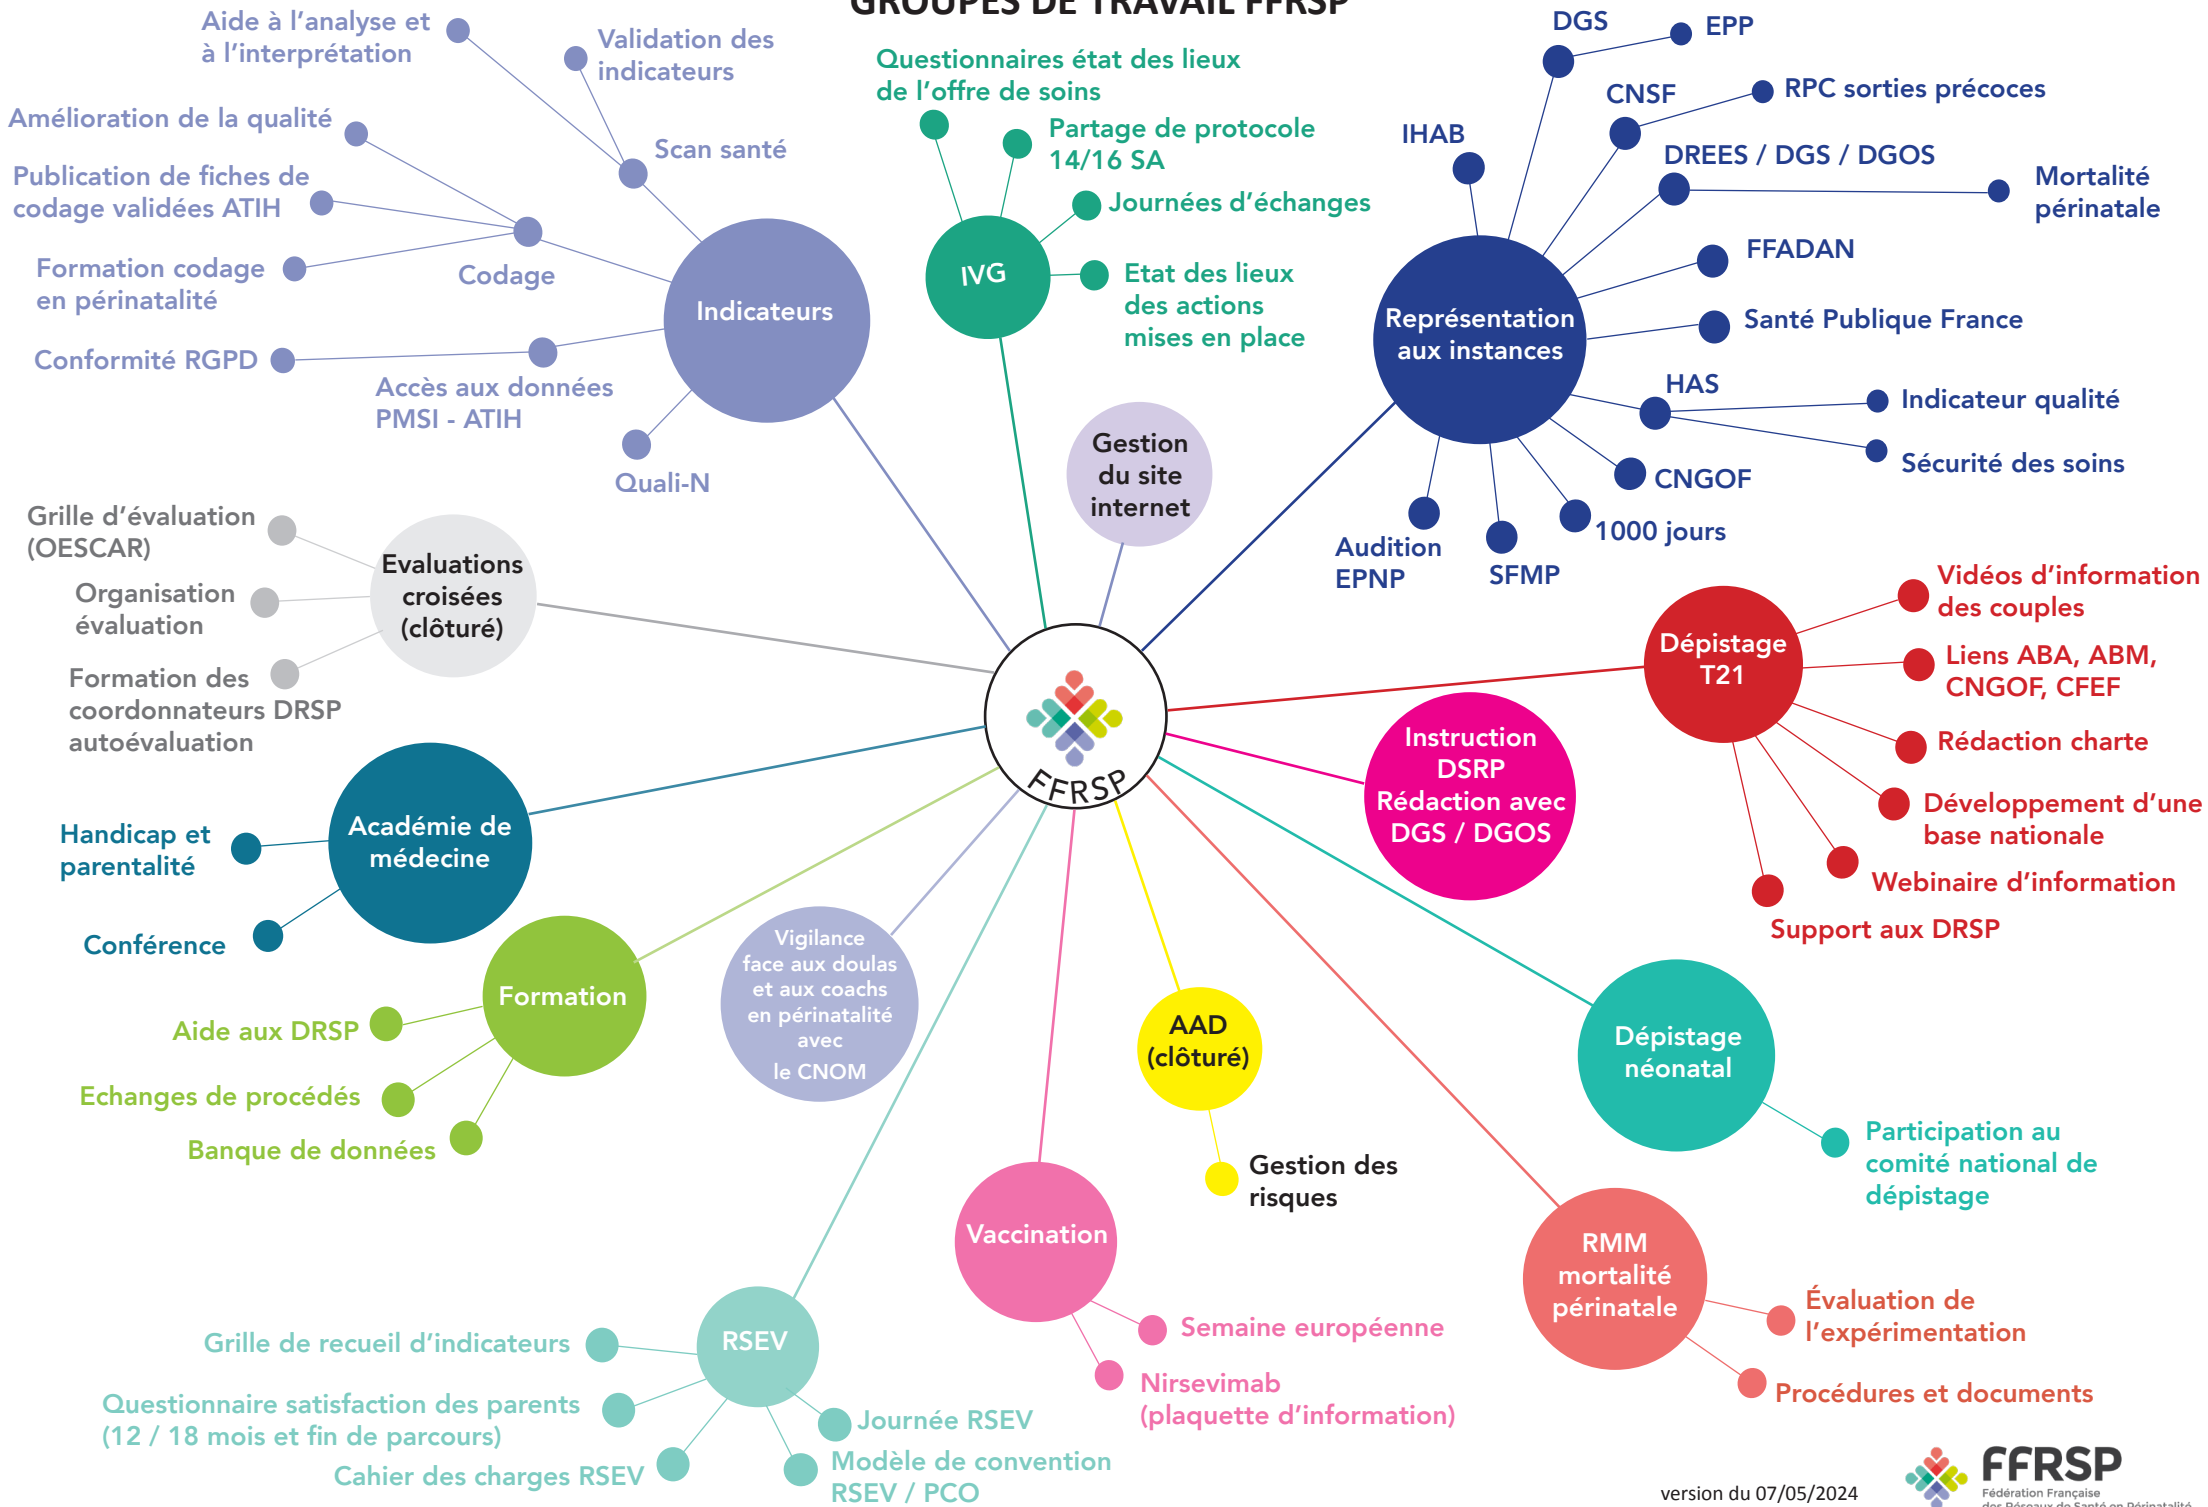 GROUPES DE TRAVAIL FFRSP
Aide à l'analyse et
à l'interprétation
Validation des
indicateurs
Scan santé
Amélioration de la qualité
Publication de fiches de
codage validées ATIH
Formation codage
en périnatalité
Codage
Conformité RGPD
Accès aux données
PMSI - ATIH
Quali-N
Indicateurs
Questionnaires état des lieux
de l'offre de soins
Partage de protocole
14/16 SA
Journées d'échanges
Etat des lieux
des actions
mises en place
IVG
Gestion
du site
internet
DGS
EPP
CNSF
RPC sorties précoces
IHAB
DREES / DGS / DGOS
Mortalité
périnatale
FFADAN
Santé Publique France
HAS
Indicateur qualité
Sécurité des soins
CNGOF
1000 jours
SFMP
Audition
EPNP
Représentation
aux instances
Grille d'évaluation
(OESCAR)
Organisation
évaluation
Formation des
coordonnateurs DRSP
autoévaluation
Evaluations
croisées
(clôturé)
FFRSP
Dépistage
T21
Vidéos d'information
des couples
Liens ABA, ABM,
CNGOF, CFEF
Rédaction charte
Développement d'une
base nationale
Webinaire d'information
Support aux DRSP
Instruction
DSRP
Rédaction avec
DGS / DGOS
Académie de
médecine
Handicap et
parentalité
Conférence
Formation
Aide aux DRSP
Echanges de procédés
Banque de données
Vigilance
face aux doulas
et aux coachs
en périnatalité
avec
le CNOM
AAD
(clôturé)
Gestion des
risques
Dépistage
néonatal
Participation au
comité national de
dépistage
Vaccination
Semaine européenne
Nirsevimab
(plaquette d'information)
RMM
mortalité
périnatale
Évaluation de
l'expérimentation
Procédures et documents
RSEV
Grille de recueil d'indicateurs
Questionnaire satisfaction des parents
(12 / 18 mois et fin de parcours)
Cahier des charges RSEV
Journée RSEV
Modèle de convention
RSEV / PCO
version du 07/05/2024
FFRSP
Fédération Française
des Réseaux de Santé en Périnatalité